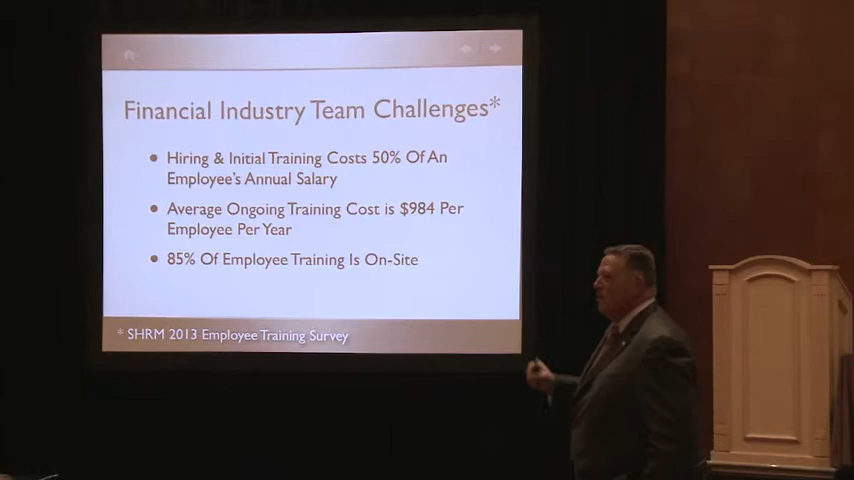 Financial Industry Team Challenges*
• Hiring & Initial Training Costs 50% Of An
Employee's Annual Salary
• Average Ongoing Training Cost is $984 Per
Employee Per Year
• 85% Of Employee Training Is On-Site
* SHRM 2013 Employee Training Survey